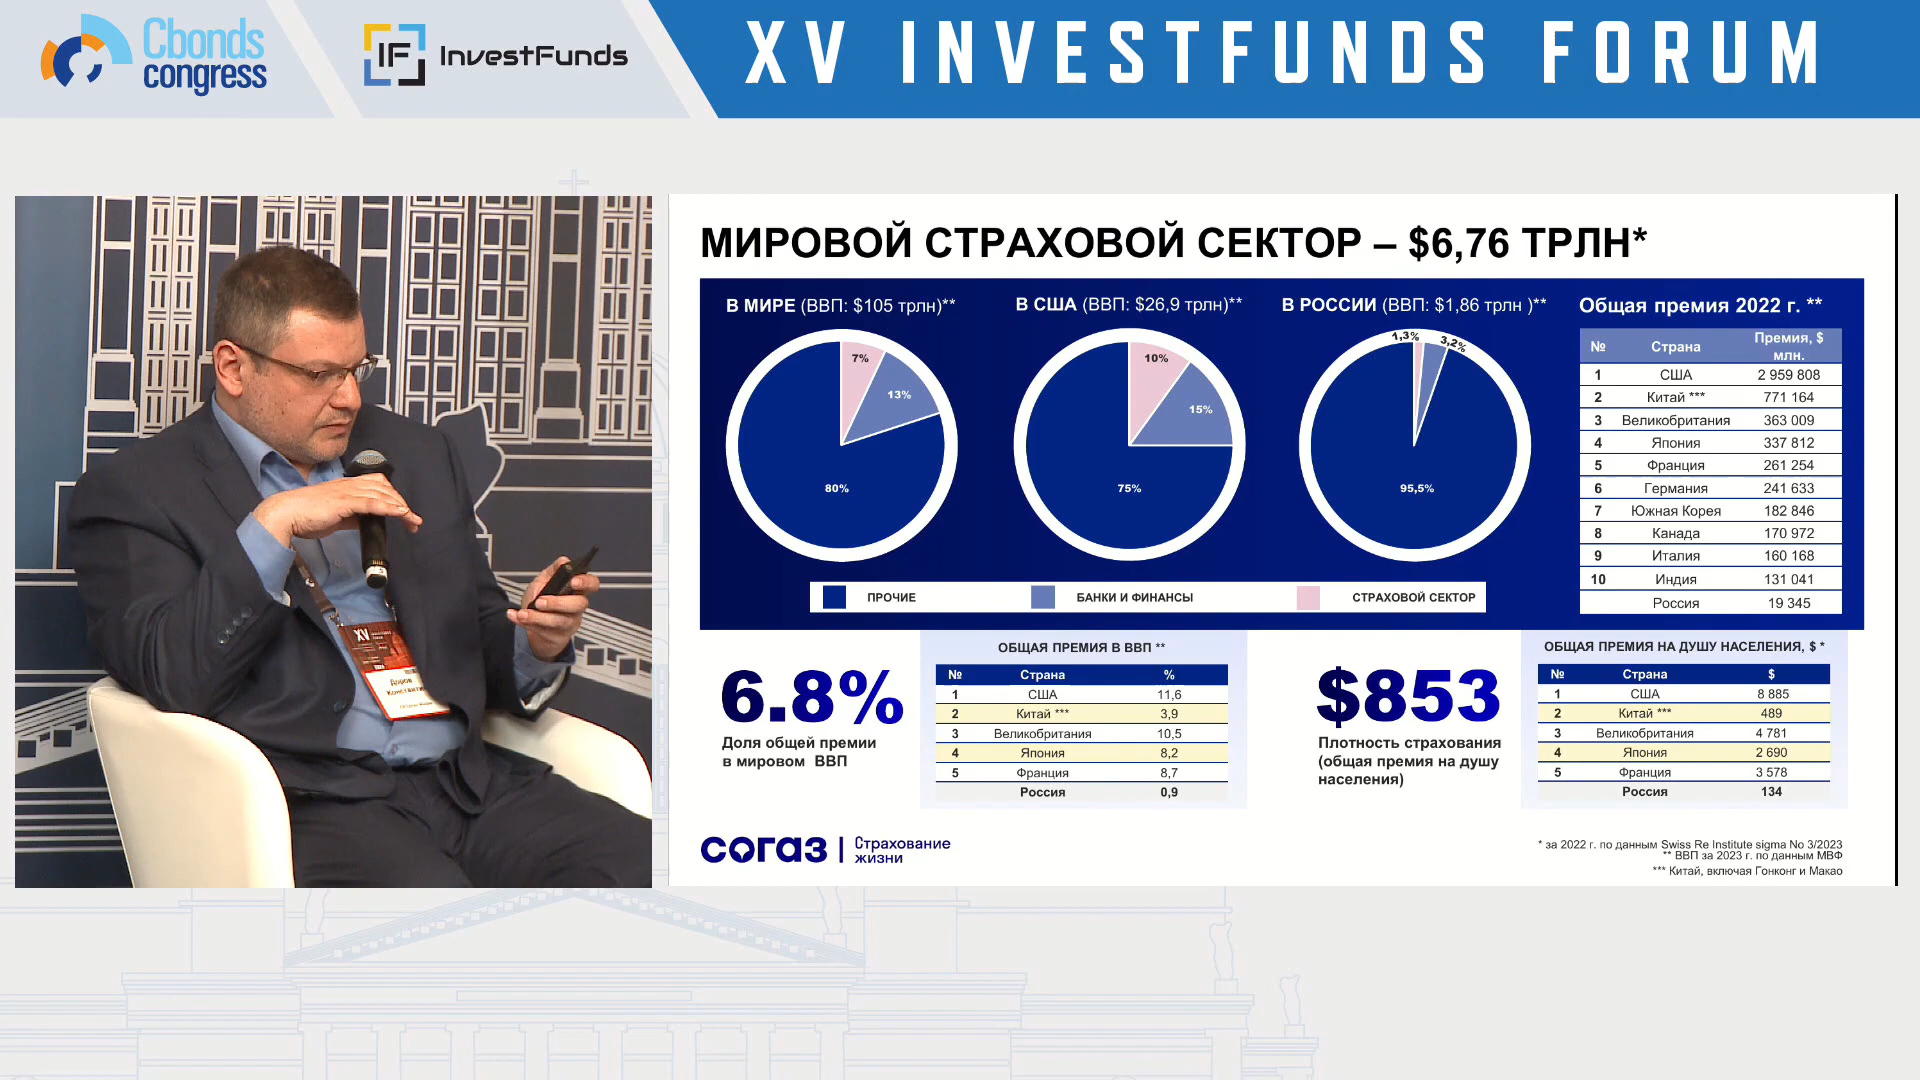 Cbonds
congress
IF InvestFunds
XV INVESTFUNDS FORUM
XV
МИРОВОЙ СТРАХОВОЙ СЕКТОР – $6,76 ТРЛН*
В МИРЕ (ВВП: $105 трлн)**
7%
13%
80%
В США (ВВП: $26,9 трлн)**
10%
15%
75%
В РОССИИ (ВВП: $1,86 трлн )**
1,3%
3,2%
95,5%
ПРОЧИЕ
БАНКИ И ФИНАНСЫ
СТРАХОВОЙ СЕКТОР
Общая премия 2022 г. **
№ Страна Премия, $ млн.
1 США 2 959 808
2 Китай *** 771 164
3 Великобритания 363 009
4 Япония 337 812
5 Франция 261 254
6 Германия 241 633
7 Южная Корея 182 846
8 Канада 170 972
9 Италия 160 168
10 Индия 131 041
Россия 19 345
6.8%
Доля общей премии
в мировом ВВП
ОБЩАЯ ПРЕМИЯ В ВВП **
№ Страна %
1 США 11,6
2 Китай *** 3,9
3 Великобритания 10,5
4 Япония 8,2
5 Франция 8,7
Россия 0,9
$853
Плотность страхования
(общая премия на душу
населения)
ОБЩАЯ ПРЕМИЯ НА ДУШУ НАСЕЛЕНИЯ, $ *
№ Страна $
1 США 8 885
2 Китай *** 489
3 Великобритания 4 781
4 Япония 2 690
5 Франция 3 578
Россия 134
согаз | Страхование
жизни
* за 2022 г. по данным Swiss Re Institute sigma No 3/2023
** ВВП за 2023 г. по данным МВФ
*** Китай, включая Гонконг и Макао